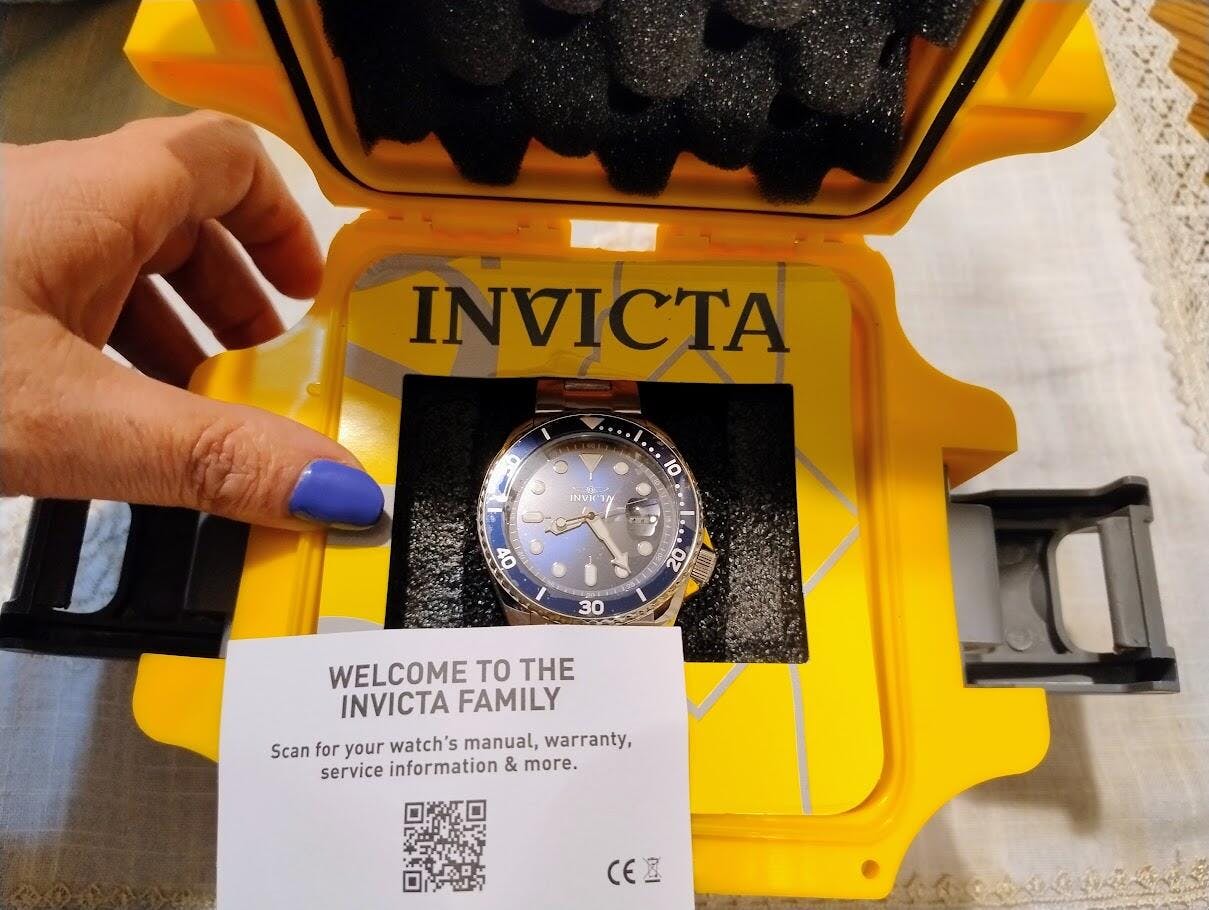 INVICTA
10
20
30
40
50
WELCOME TO THE
INVICTA FAMILY
Scan for your watch's manual, warranty,
service information & more.
CE